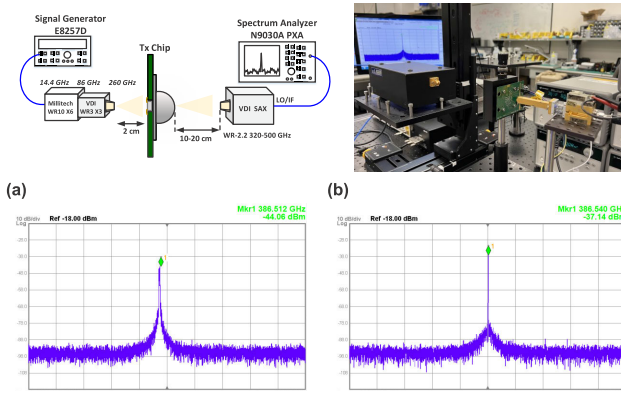 Signal Generator
E8257D
Tx Chip
Spectrum Analyzer
N9030A PXA
14.4 GHz 86 GHz 260 GHz
Millitech
WR10 X6
VDI
WR3 X3
2 cm
10-20 cm
VDI SAX
LO/IF
WR-2.2 320-500 GHz
(a)
(b)
10 dB/div
Log
Ref -18.00 dBm
Mkr1 386.512 GHz
-44.06 dBm
10 dB/div
Log
Ref -18.00 dBm
Mkr1 386.540 GH
-37.14 dBm